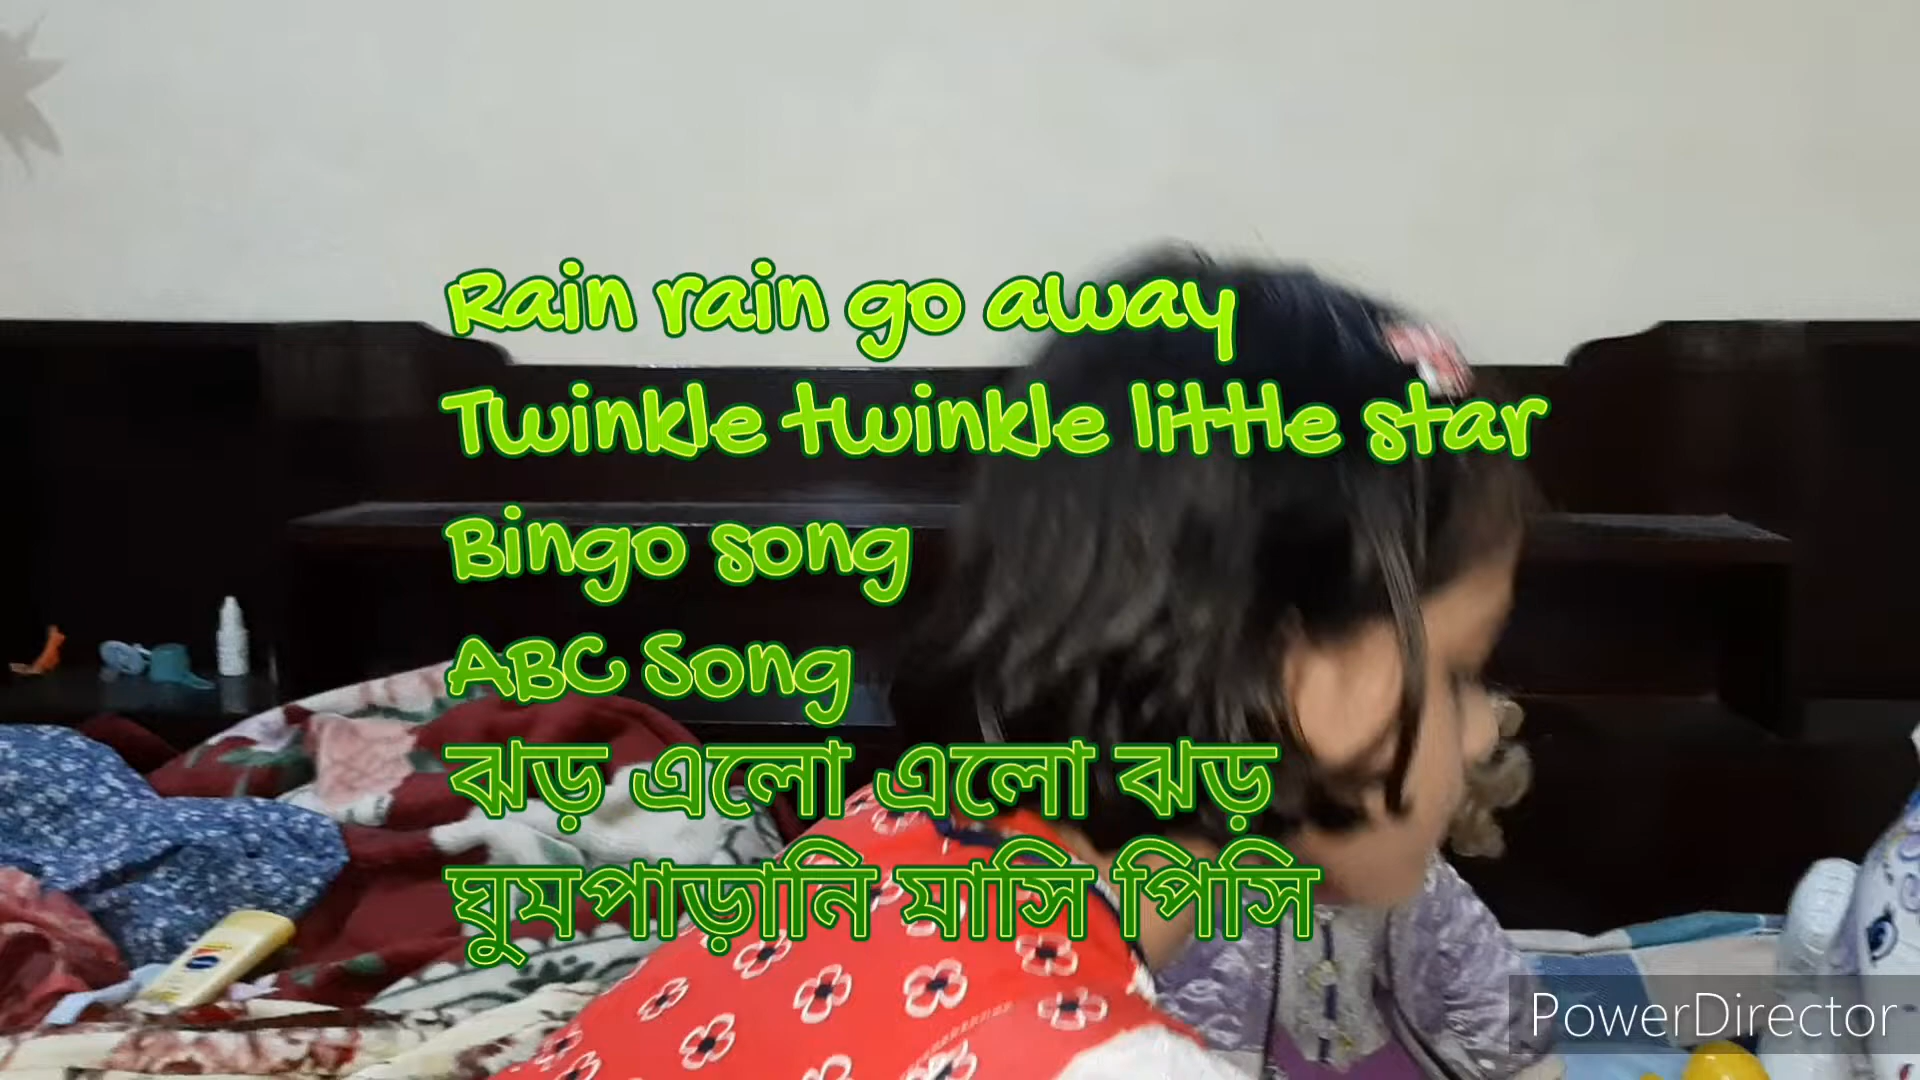 Rain rain go away
Twinkle twinkle little star
Bingo song
ABC Song
ঝড় এলো এলো ঝড়
ঘুমপাড়ানি মাসি পিসি
PowerDirector